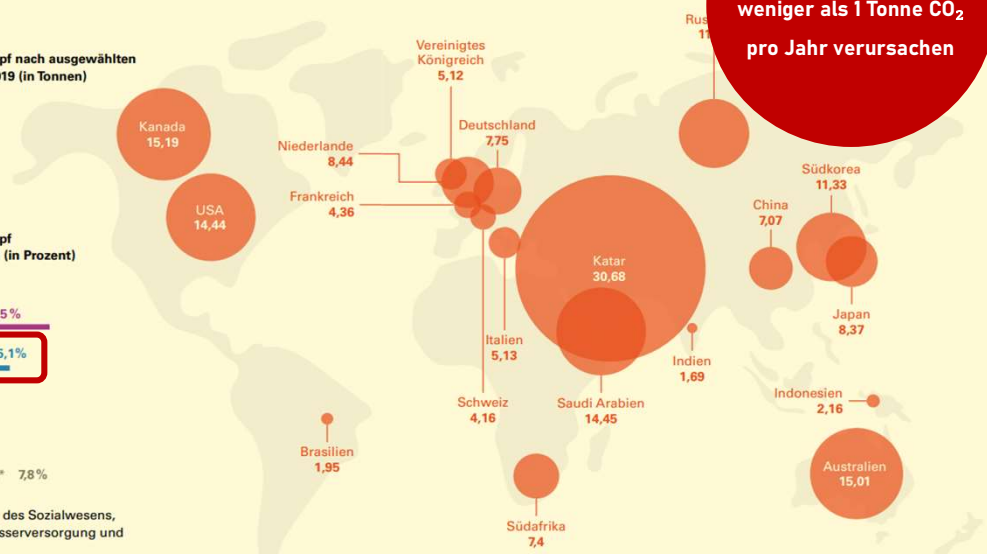 weniger als 1 Tonne CO₂
pro Jahr verursachen
pf nach ausgewählten
19 (in Tonnen)
Kanada
15,19
USA
14,44
Vereinigtes
Königreich
5,12
Niederlande
8,44
Frankreich
4,36
Deutschland
7,75
Rus
11
Südkorea
11,33
China
7,07
Japan
8,37
Katar
30,68
Italien
5,13
Schweiz
4,16
Saudi Arabien
14,45
Indien
1,69
Indonesien
2,16
Australien
15,01
Brasilien
1,95
Südafrika
7,4
pf
(in Prozent)
5%
5,1%
* 7,8%
des Sozialwesens,
sserversorgung und